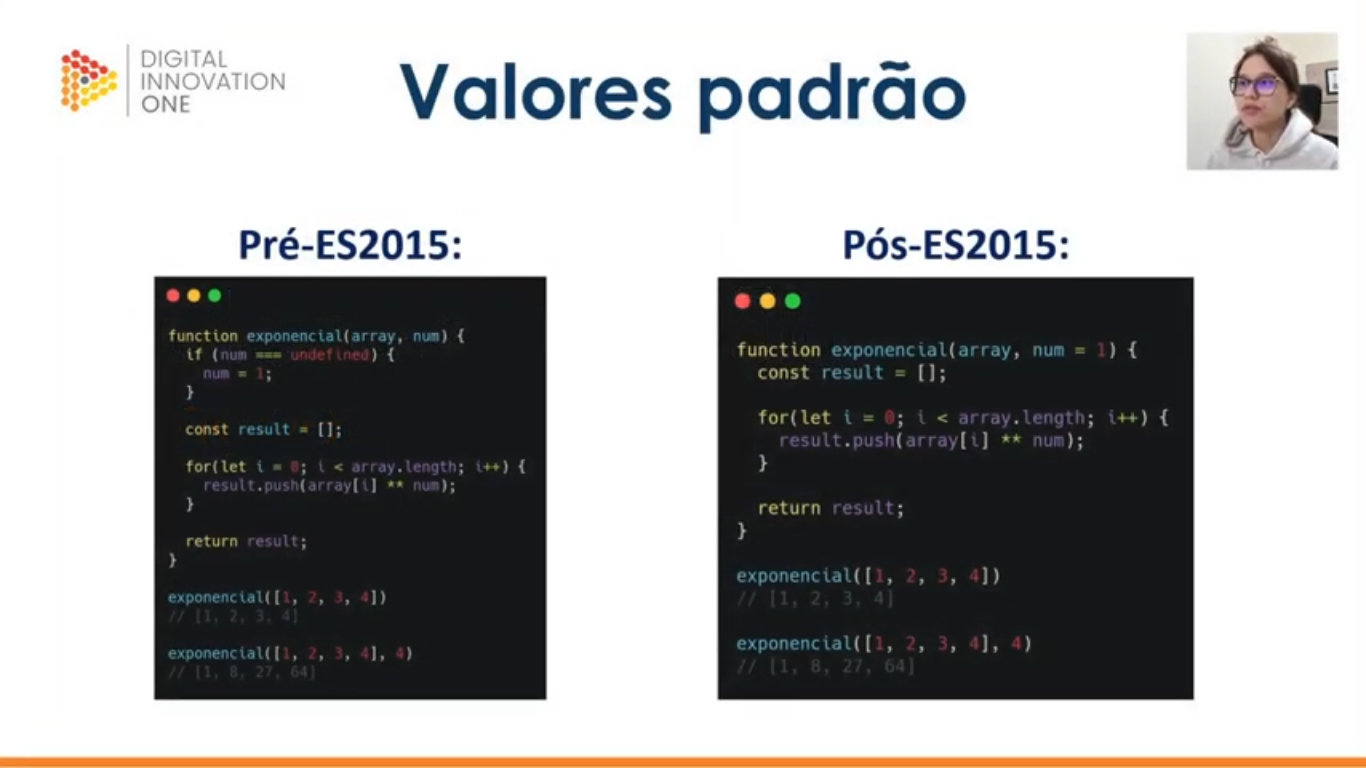 DIGITAL
INNOVATION
ONE
Valores padrão
Pré-ES2015:
function exponencial(array, num) {
if (num === undefined) {
num = 1;
}
const result = [];
for(let i = 0; i < array.length; i++) {
result.push(array[i] ** num);
}
return result;
}
exponencial([1, 2, 3, 4])
// [1, 2, 3, 4]
exponencial([1, 2, 3, 4], 4)
// [1, 8, 27, 64]
Pós-ES2015:
function exponencial(array, num = 1) {
const result = [];
for(let i = 0; i < array.length; i++) {
result.push(array[i] ** num);
}
return result;
}
exponencial([1, 2, 3, 4])
// [1, 2, 3, 4]
exponencial([1, 2, 3, 4], 4)
// [1, 8, 27, 64]